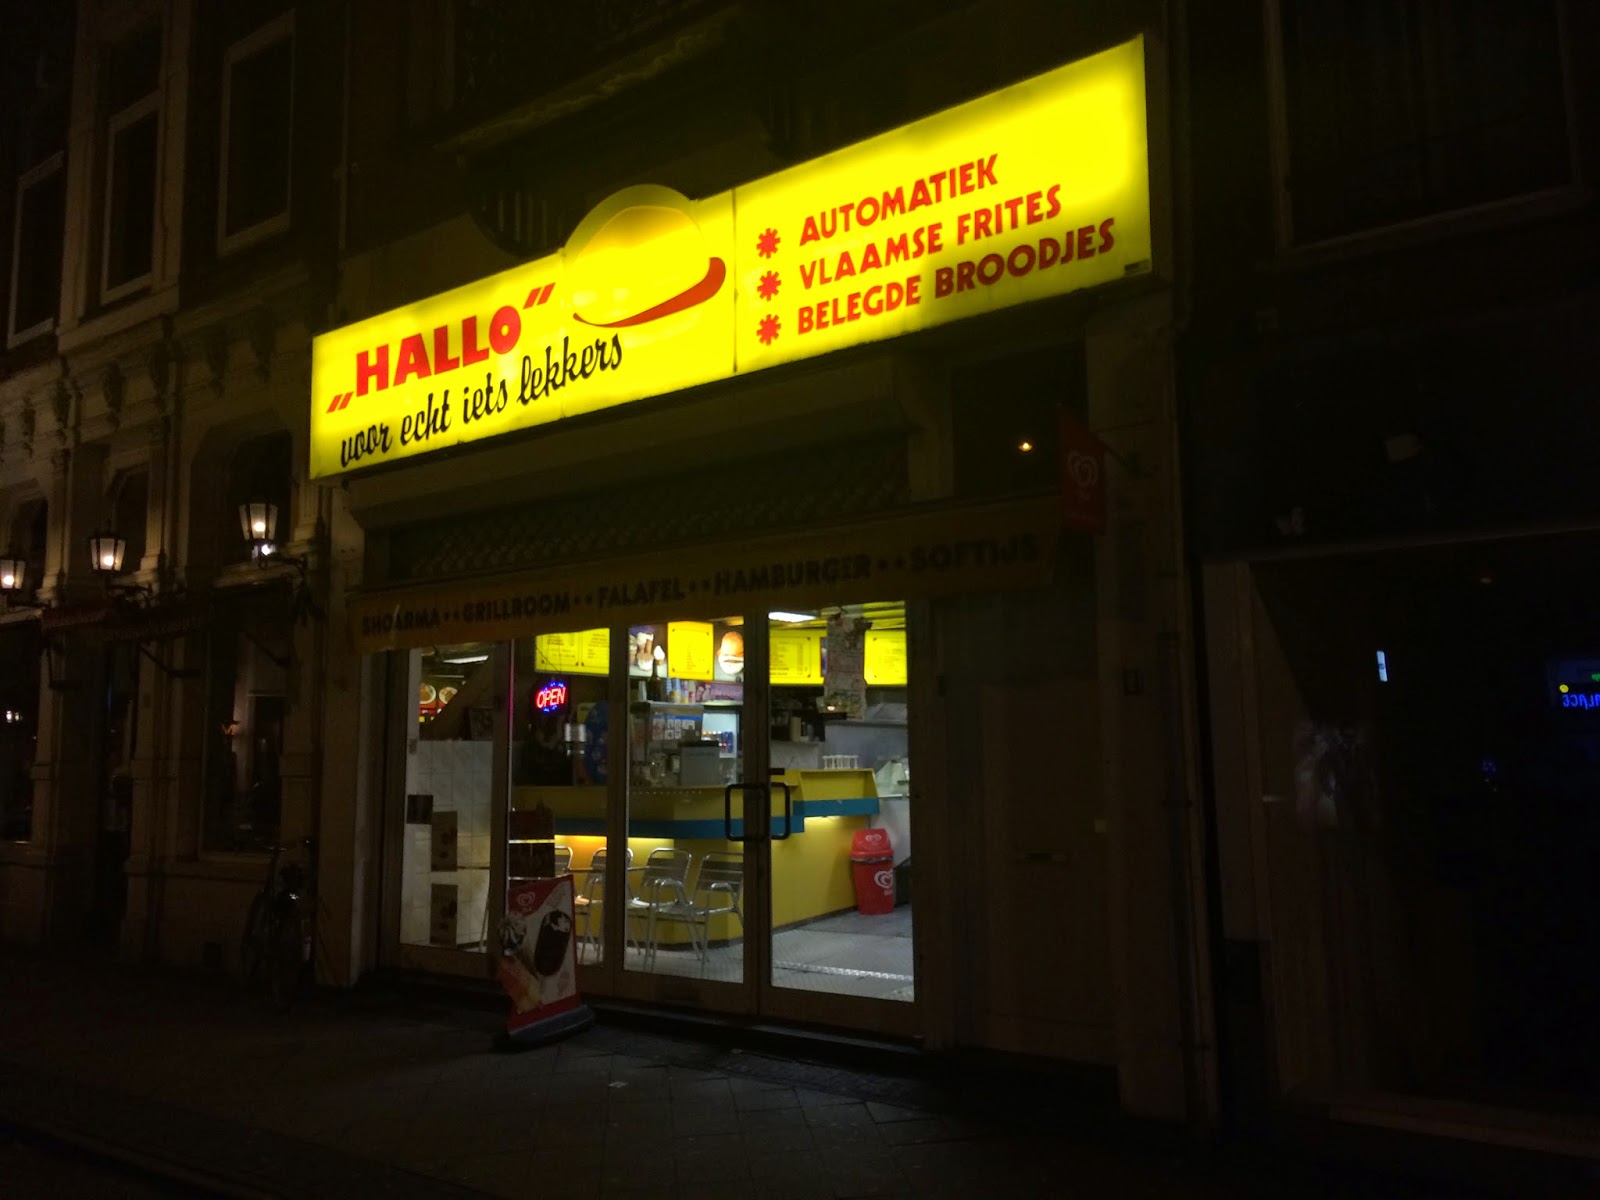 „HALLO”
voor echt iets lekkers
* AUTOMATIEK
* VLAAMSE FRITES
* BELEGDE BROODJES
SHOARMA • • GRILLROOM • • FALAFEL • • HAMBURGER • • SOFTIJS
OPEN